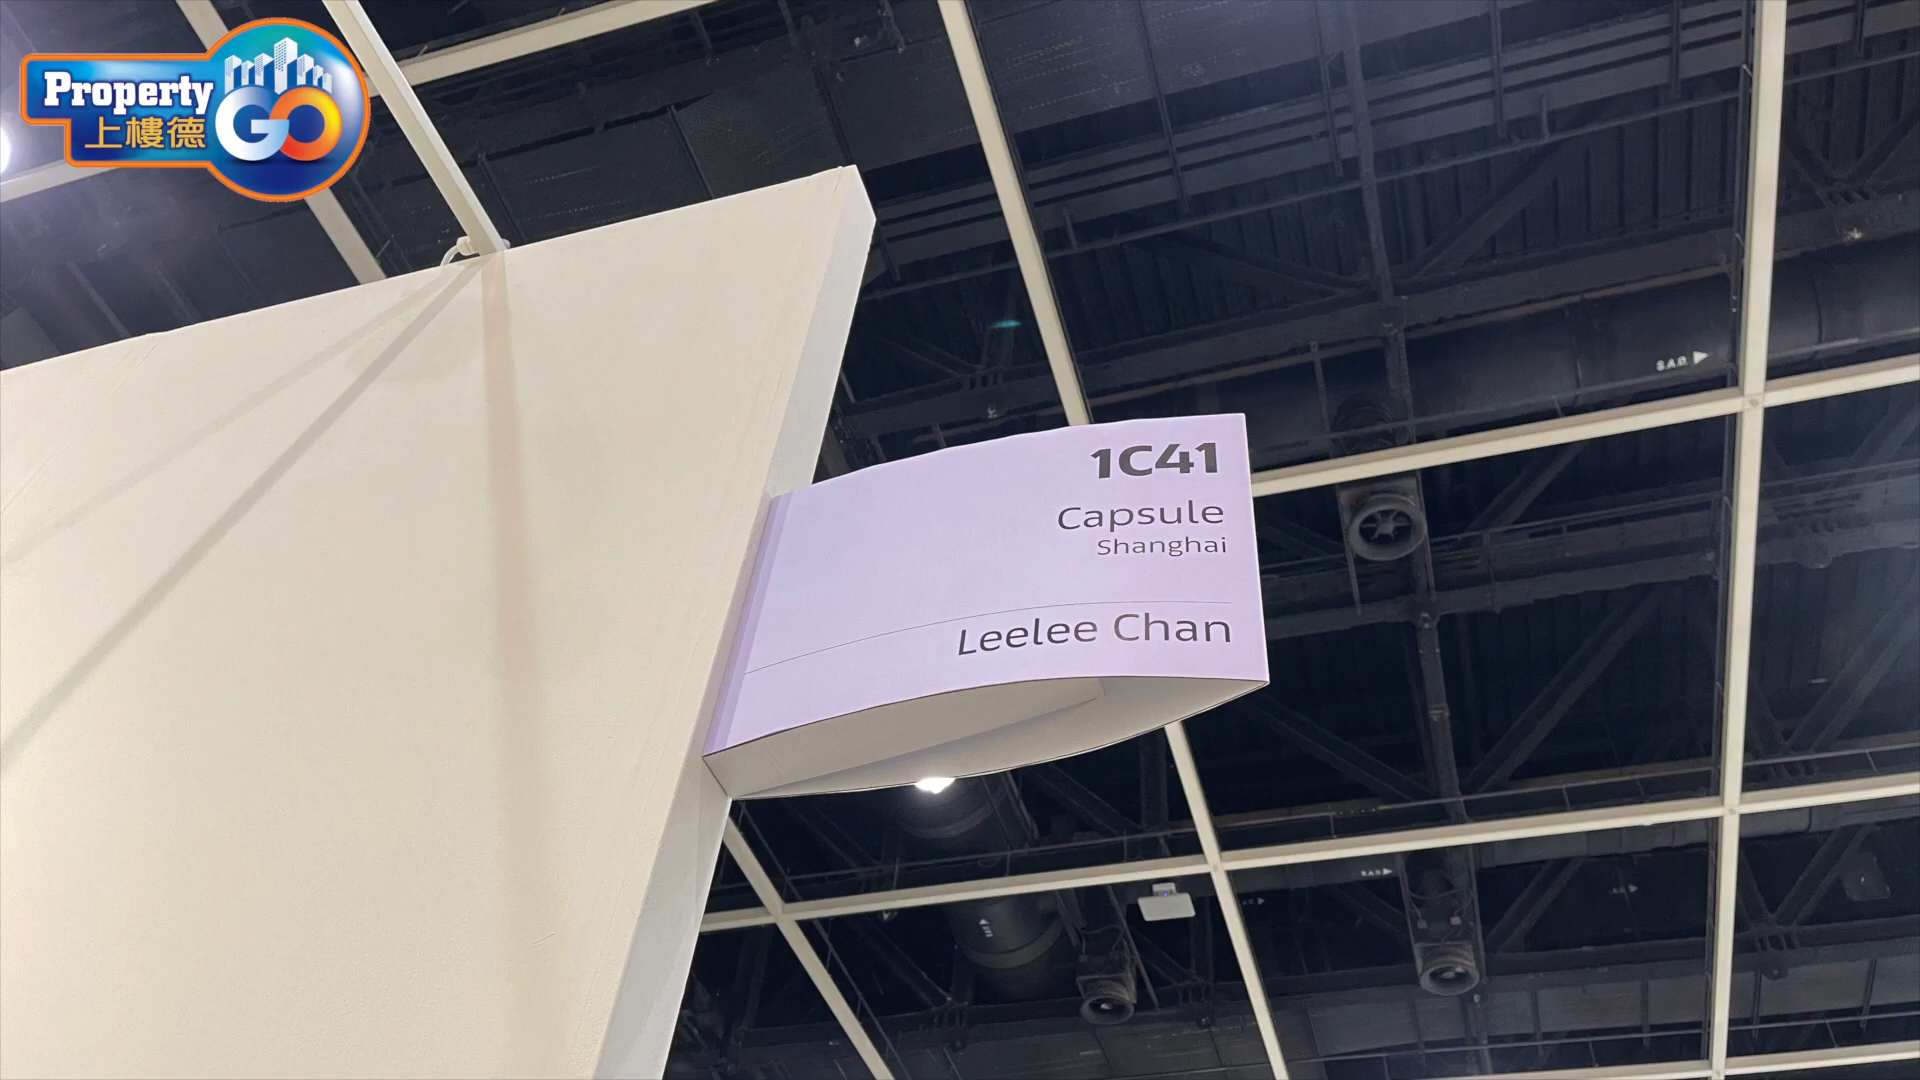 Property
上樓德
GO
1C41
Capsule
Shanghai
Leelee Chan
S.A.D
S.A.D